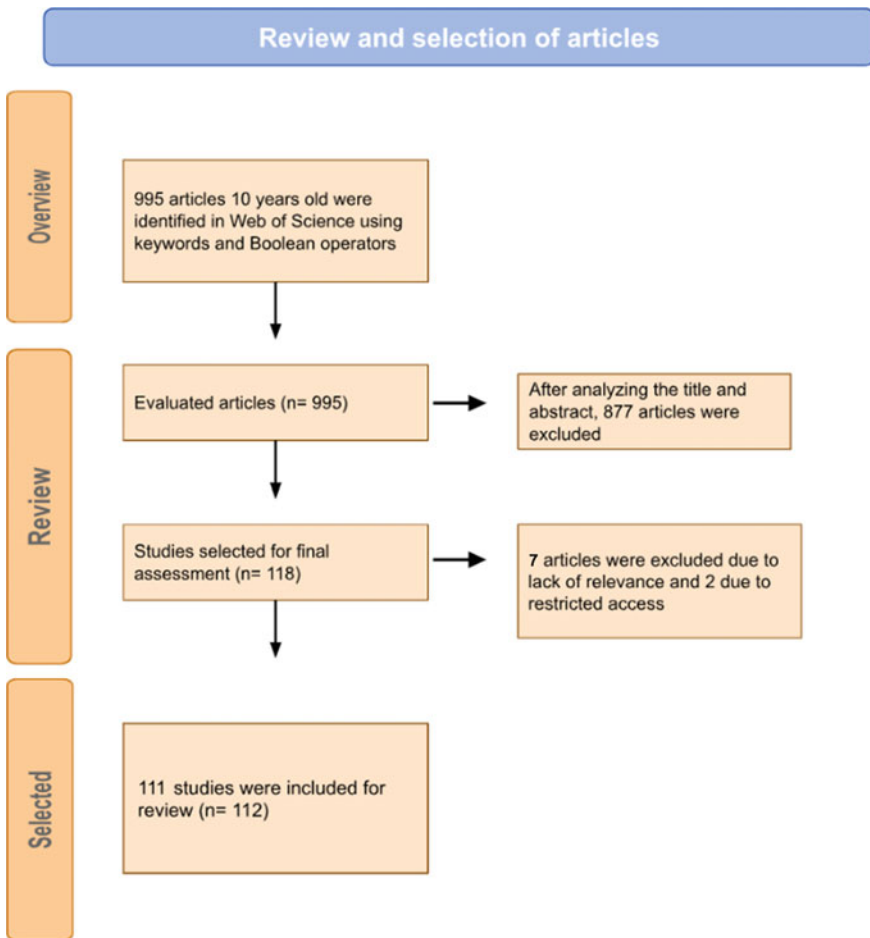 Review and selection of articles
Overview
995 articles 10 years old were
identified in Web of Science using
keywords and Boolean operators
Review
Evaluated articles (n= 995)
After analyzing the title and
abstract, 877 articles were
excluded
Studies selected for final
assessment (n= 118)
7 articles were excluded due to
lack of relevance and 2 due to
restricted access
Selected
111 studies were included for
review (n= 112)